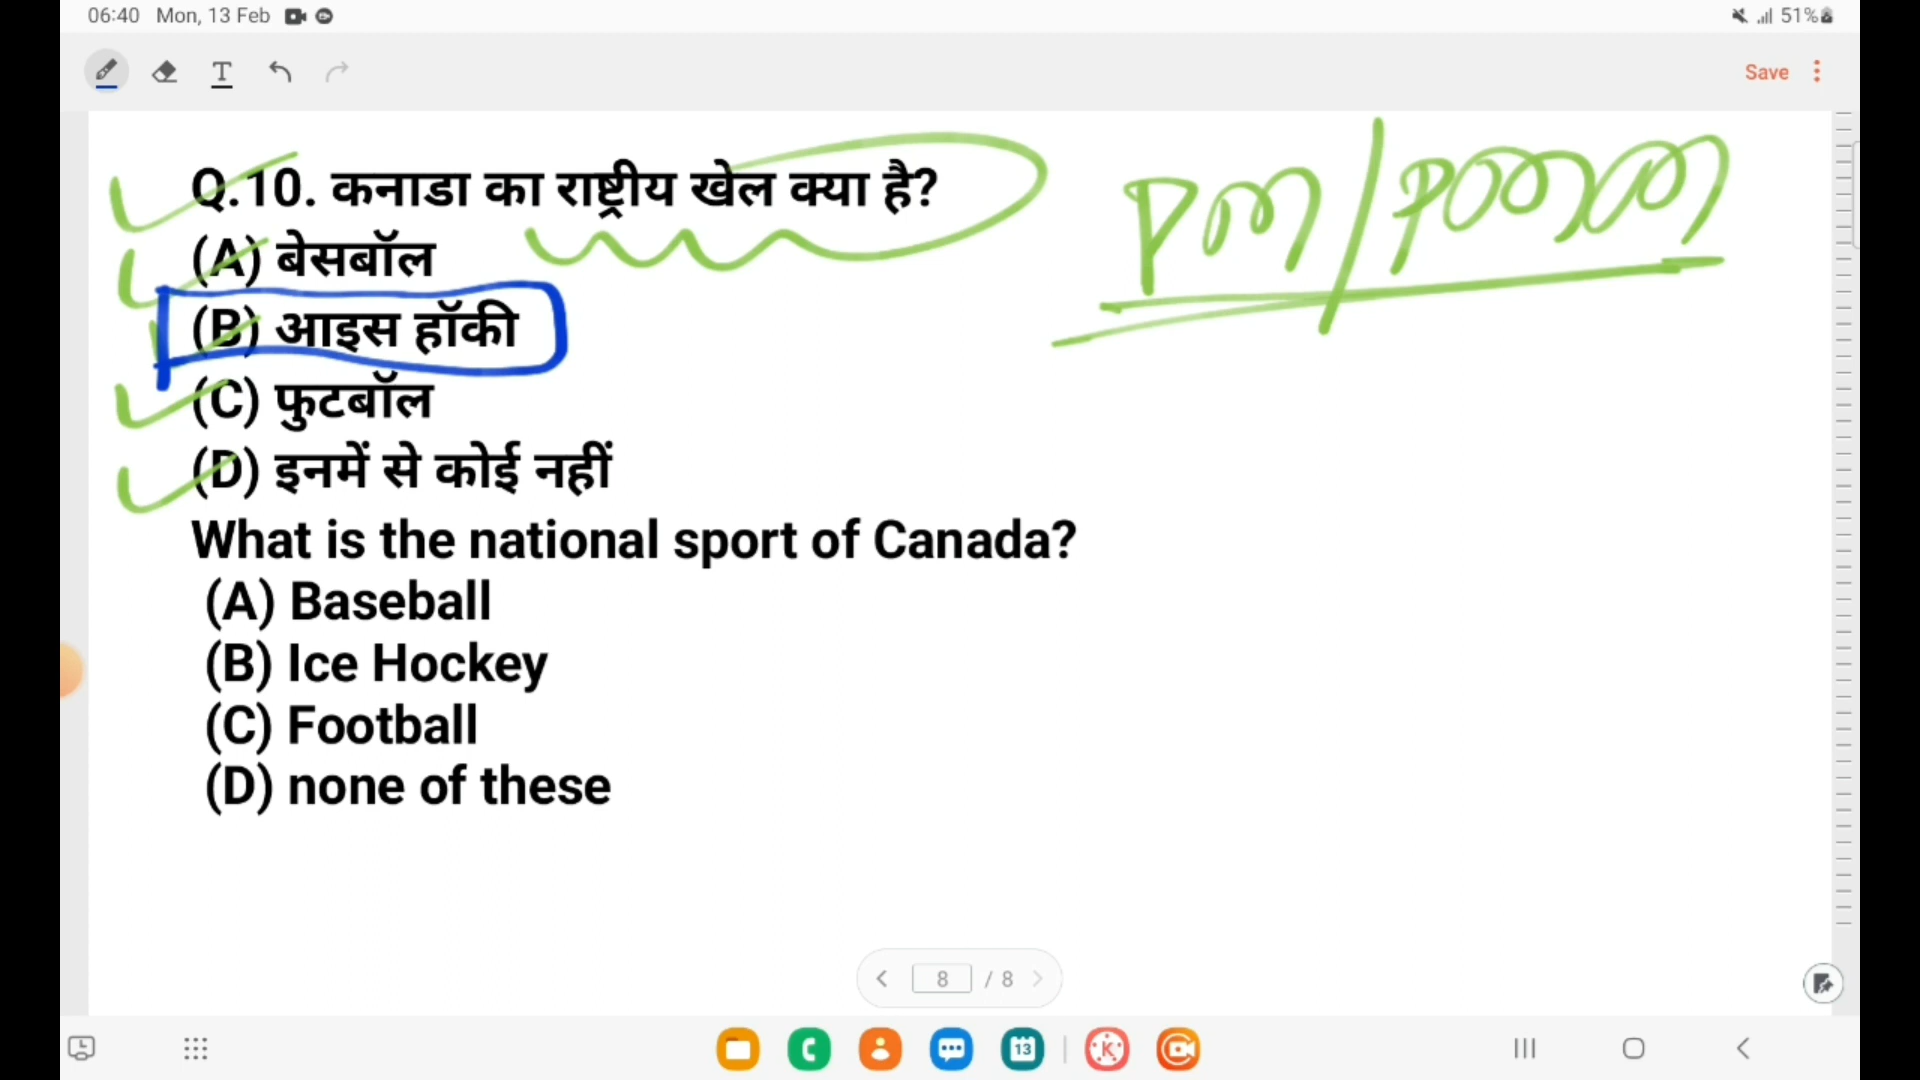 06:40 Mon, 13 Feb
51%
T
Save
Q.10. कनाडा का राष्ट्रीय खेल क्या है?
(A) बेसबॉल
(B) आइस हॉकी
(C) फुटबॉल
(D) इनमें से कोई नहीं
What is the national sport of Canada?
(A) Baseball
(B) Ice Hockey
(C) Football
(D) none of these
8 / 8
13
K